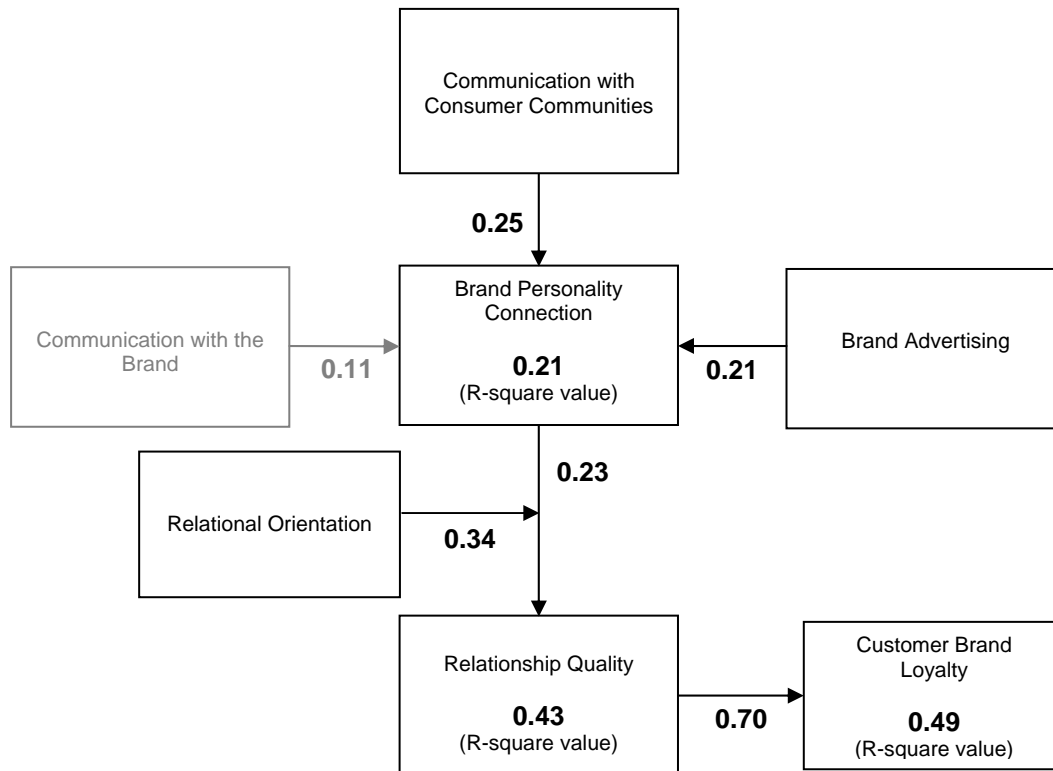 Communication with
Consumer Communities
0.25
Brand Personality
Connection
0.21
(R-square value)
Communication with the
Brand
0.11
Brand Advertising
0.21
0.23
Relational Orientation
0.34
Relationship Quality
0.43
(R-square value)
0.70
Customer Brand
Loyalty
0.49
(R-square value)